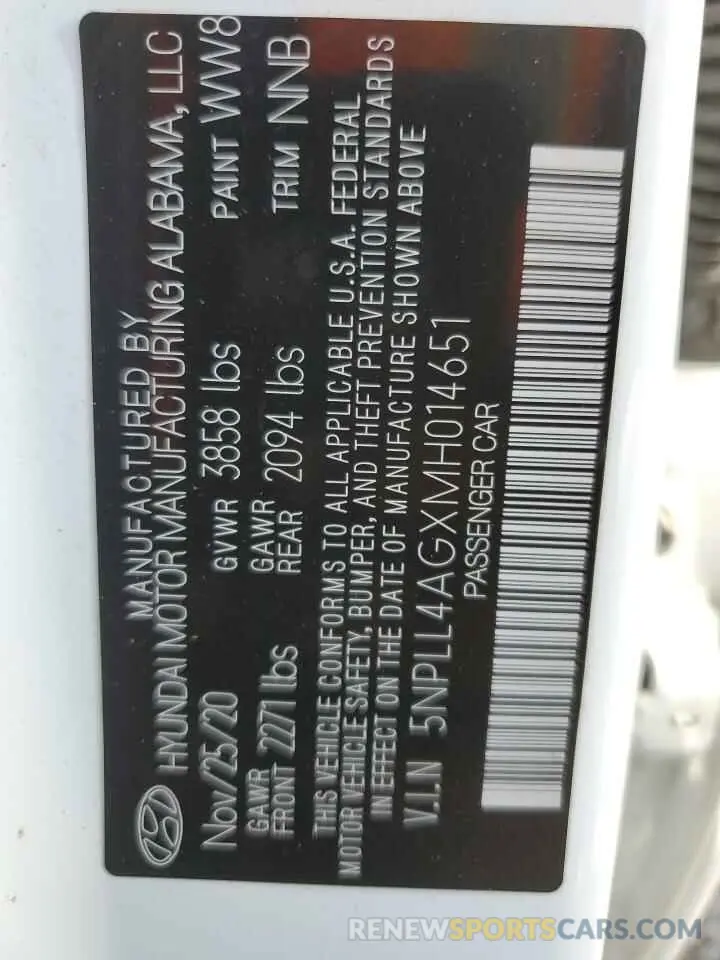 MANUFACTURED BY
HYUNDAI MOTOR MANUFACTURING ALABAMA, LLC
Nov/25/20 GVWR 3858 lbs PAINT WW8
GAWR FRONT 2271 lbs GAWR REAR 2094 lbs TRIM NNB
THIS VEHICLE CONFORMS TO ALL APPLICABLE U.S.A. FEDERAL
MOTOR VEHICLE SAFETY, BUMPER, AND THEFT PREVENTION STANDARDS
IN EFFECT ON THE DATE OF MANUFACTURE SHOWN ABOVE
V.I.N 5NPLL4AGXMH014651
PASSENGER CAR
RENEWSPORTSCARS.COM